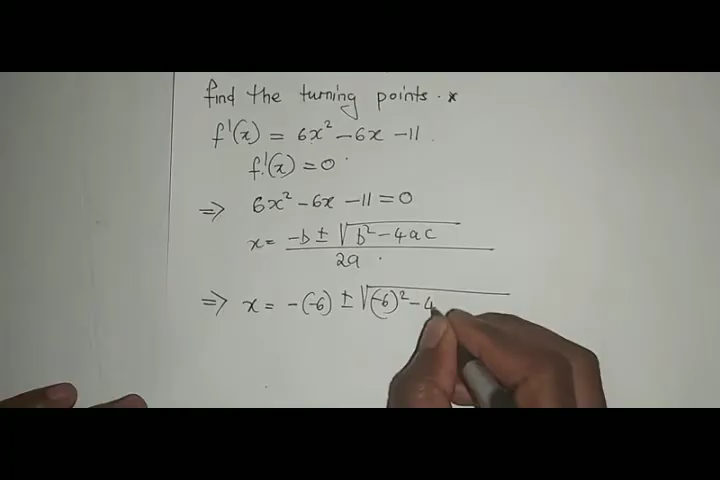 find the turning points. x
f'(x) = 6x² - 6x - 11.
f'(x) = 0.
⇒ 6x² - 6x - 11 = 0
x = (-b ± √(b² - 4ac)) / 2a.
⇒ x = -(-6) ± √((-6)² - 4